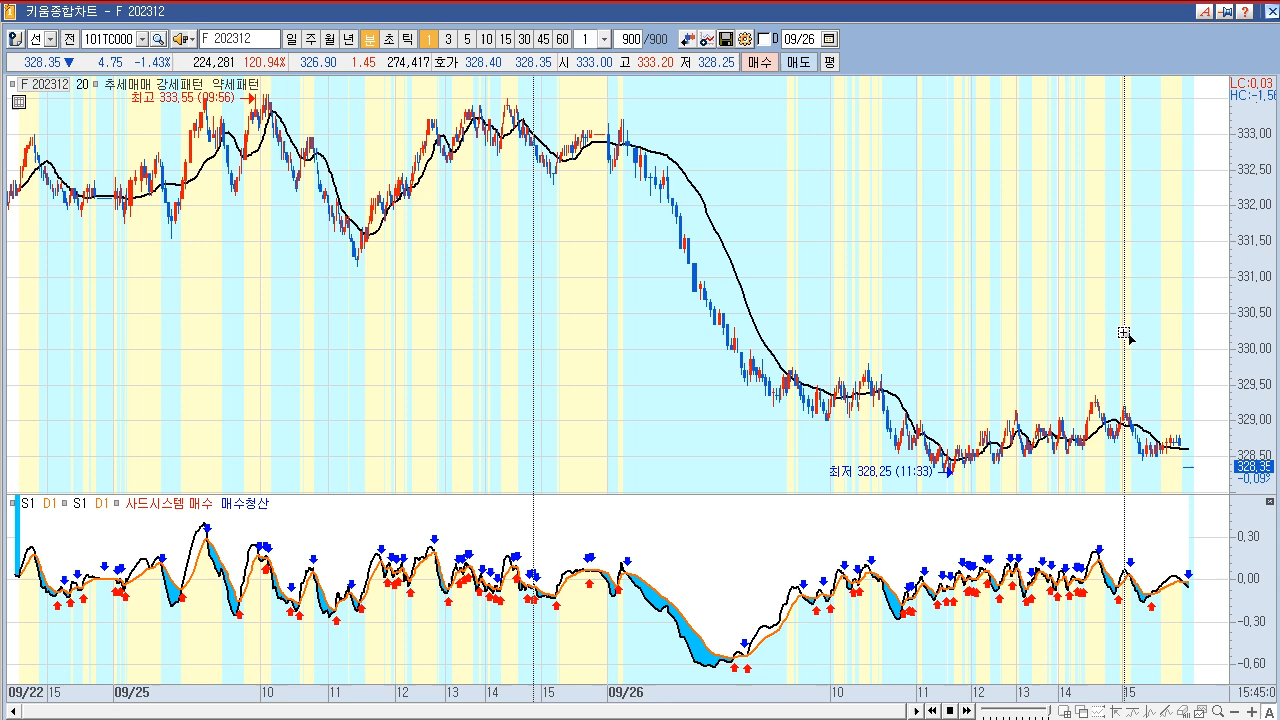 키움종합차트 - F 202312
선 전 101TC000 F 202312 일 주 월 년 분 초 틱 1 3 5 10 15 30 45 60 1 900 /900 D 09/26
328.35 ▼ 4.75 -1.43% 224,281 120.94% 326.90 1.45 274,417 호가 328.40 328.35 시 333.00 고 333.20 저 328.25 매수 매도 평
F 202312 20 추세매매 강세패턴 약세패턴
LC:0,03
HC:-1,56
최고 333,55 (09:56)
333,00
332,50
332,00
331,50
331,00
330,50
330,00
329,50
329,00
328,50
328,35
최저 328,25 (11:33)
S1 D1 S1 D1 사드시스템 매수 매수청산
0,30
0,00
-0,30
-0,60
09/22 15 09/25 10 11 12 13 14 15 09/26 10 11 12 13 14 15 15:45:0
A